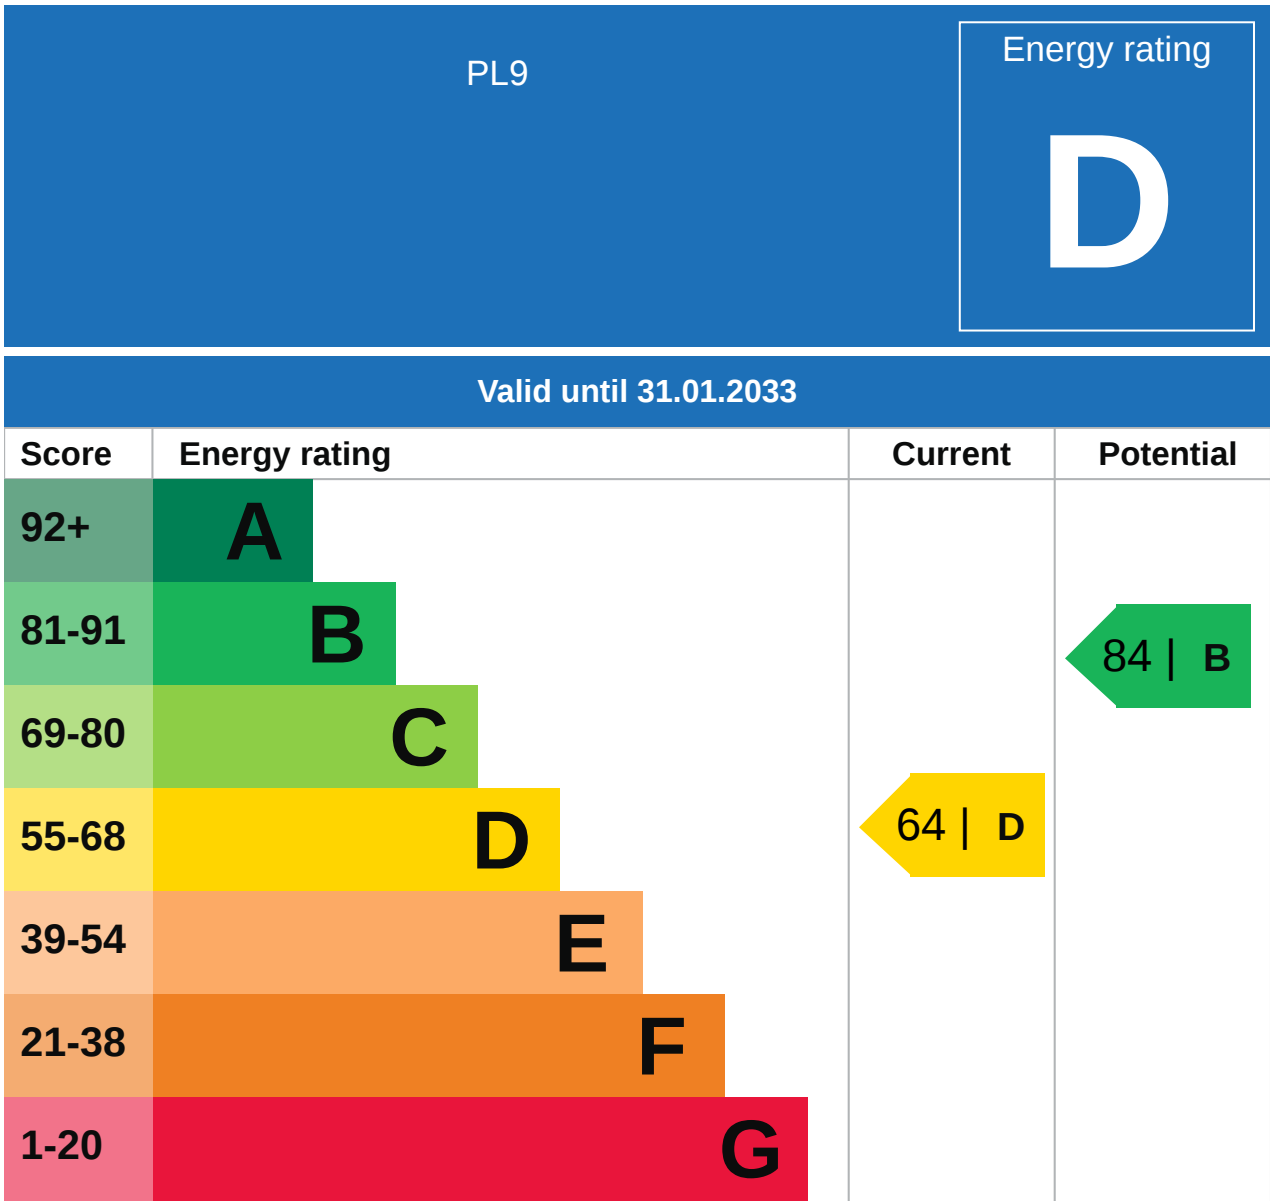 PL9
Energy rating
D
Valid until 31.01.2033
Score Energy rating Current Potential
92+ A
81-91 B 84 | B
69-80 C
55-68 D 64 | D
39-54 E
21-38 F
1-20 G